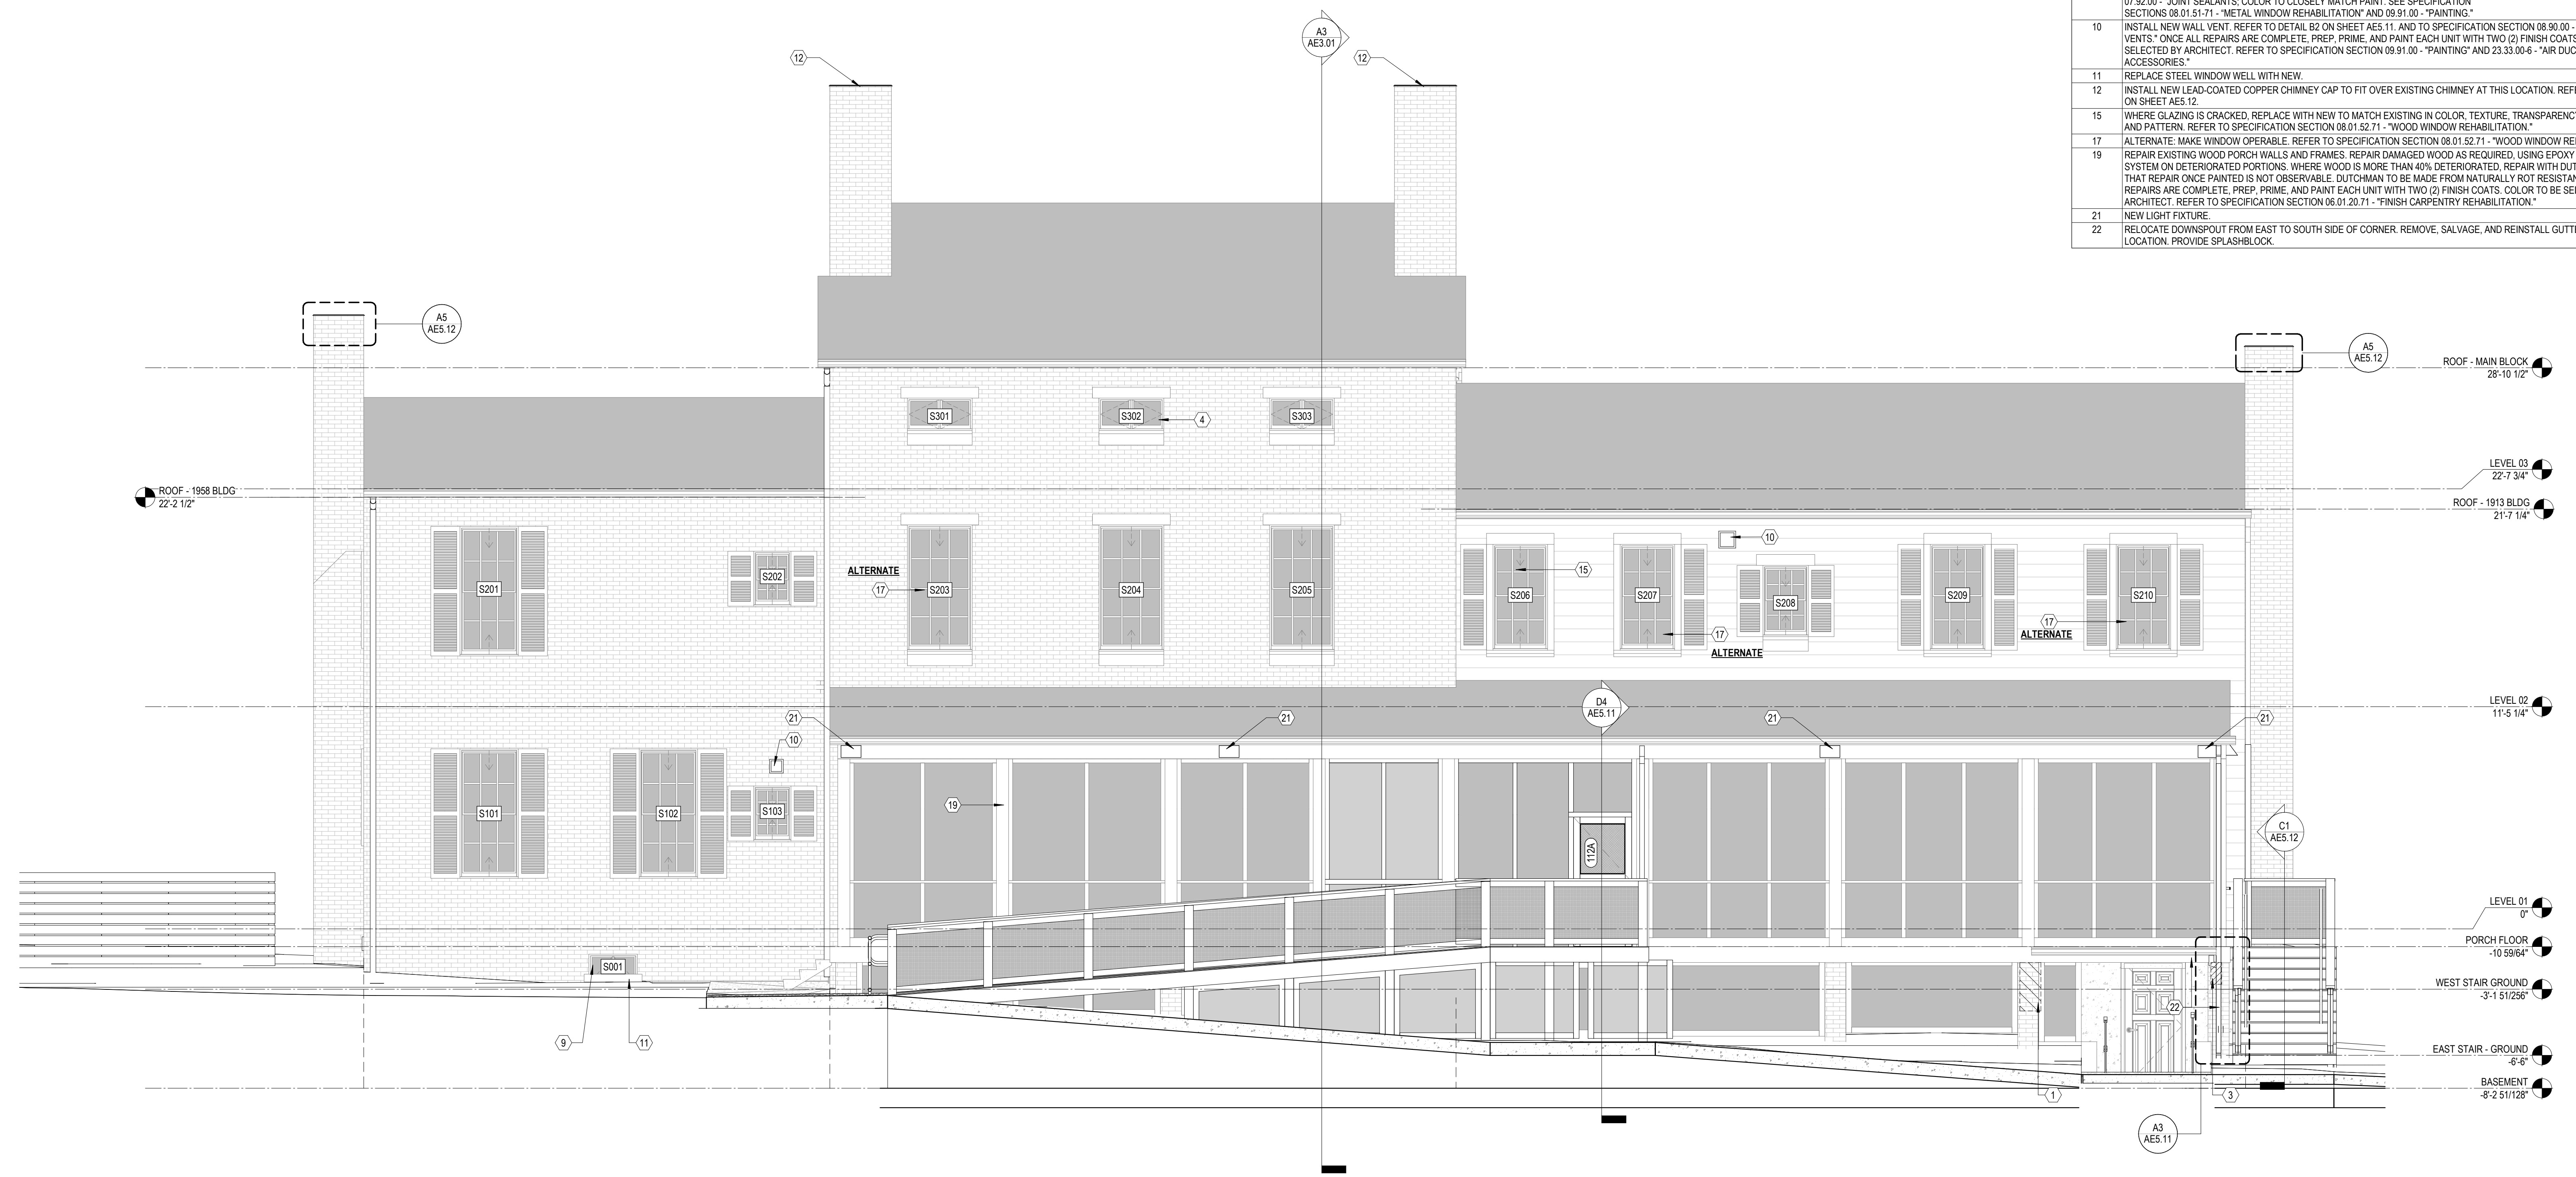 07.92.00 - "JOINT SEALANTS; COLOR TO CLOSELY MATCH PAINT. SEE SPECIFICATION
SECTIONS 08.01.51-71 - "METAL WINDOW REHABILITATION" AND 09.91.00 - "PAINTING."
10 INSTALL NEW WALL VENT. REFER TO DETAIL B2 ON SHEET AE5.11. AND TO SPECIFICATION SECTION 08.90.00 -
VENTS." ONCE ALL REPAIRS ARE COMPLETE, PREP, PRIME, AND PAINT EACH UNIT WITH TWO (2) FINISH COATS
SELECTED BY ARCHITECT. REFER TO SPECIFICATION SECTION 09.91.00 - "PAINTING" AND 23.33.00-6 - "AIR DUC
ACCESSORIES."
11 REPLACE STEEL WINDOW WELL WITH NEW.
12 INSTALL NEW LEAD-COATED COPPER CHIMNEY CAP TO FIT OVER EXISTING CHIMNEY AT THIS LOCATION. REF
ON SHEET AE5.12.
15 WHERE GLAZING IS CRACKED, REPLACE WITH NEW TO MATCH EXISTING IN COLOR, TEXTURE, TRANSPARENC
AND PATTERN. REFER TO SPECIFICATION SECTION 08.01.52.71 - "WOOD WINDOW REHABILITATION."
17 ALTERNATE: MAKE WINDOW OPERABLE. REFER TO SPECIFICATION SECTION 08.01.52.71 - "WOOD WINDOW RE
19 REPAIR EXISTING WOOD PORCH WALLS AND FRAMES. REPAIR DAMAGED WOOD AS REQUIRED, USING EPOXY
SYSTEM ON DETERIORATED PORTIONS. WHERE WOOD IS MORE THAN 40% DETERIORATED, REPAIR WITH DUT
THAT REPAIR ONCE PAINTED IS NOT OBSERVABLE. DUTCHMAN TO BE MADE FROM NATURALLY ROT RESISTAN
REPAIRS ARE COMPLETE, PREP, PRIME, AND PAINT EACH UNIT WITH TWO (2) FINISH COATS. COLOR TO BE SE
ARCHITECT. REFER TO SPECIFICATION SECTION 06.01.20.71 - "FINISH CARPENTRY REHABILITATION."
21 NEW LIGHT FIXTURE.
22 RELOCATE DOWNSPOUT FROM EAST TO SOUTH SIDE OF CORNER. REMOVE, SALVAGE, AND REINSTALL GUTT
LOCATION. PROVIDE SPLASHBLOCK.
A3
AE3.01
12
12
A5
AE5.12
A5
AE5.12
ROOF - MAIN BLOCK
28'-10 1/2"
S301
S302
S303
4
LEVEL 03
22'-7 3/4"
ROOF - 1958 BLDG
22'-2 1/2"
ROOF - 1913 BLDG
21'-7 1/4"
10
S201
S202
ALTERNATE
17
S203
S204
S205
15
S206
S207
S208
S209
S210
17
ALTERNATE
17
ALTERNATE
D4
AE5.11
LEVEL 02
11'-5 1/4"
21
21
21
21
10
S101
S102
S103
19
112A
C1
AE5.12
LEVEL 01
0"
PORCH FLOOR
-10 59/64"
S001
WEST STAIR GROUND
-3'-1 51/256"
22
9
11
EAST STAIR - GROUND
-6'-6"
BASEMENT
-8'-2 51/128"
1
3
A3
AE5.11